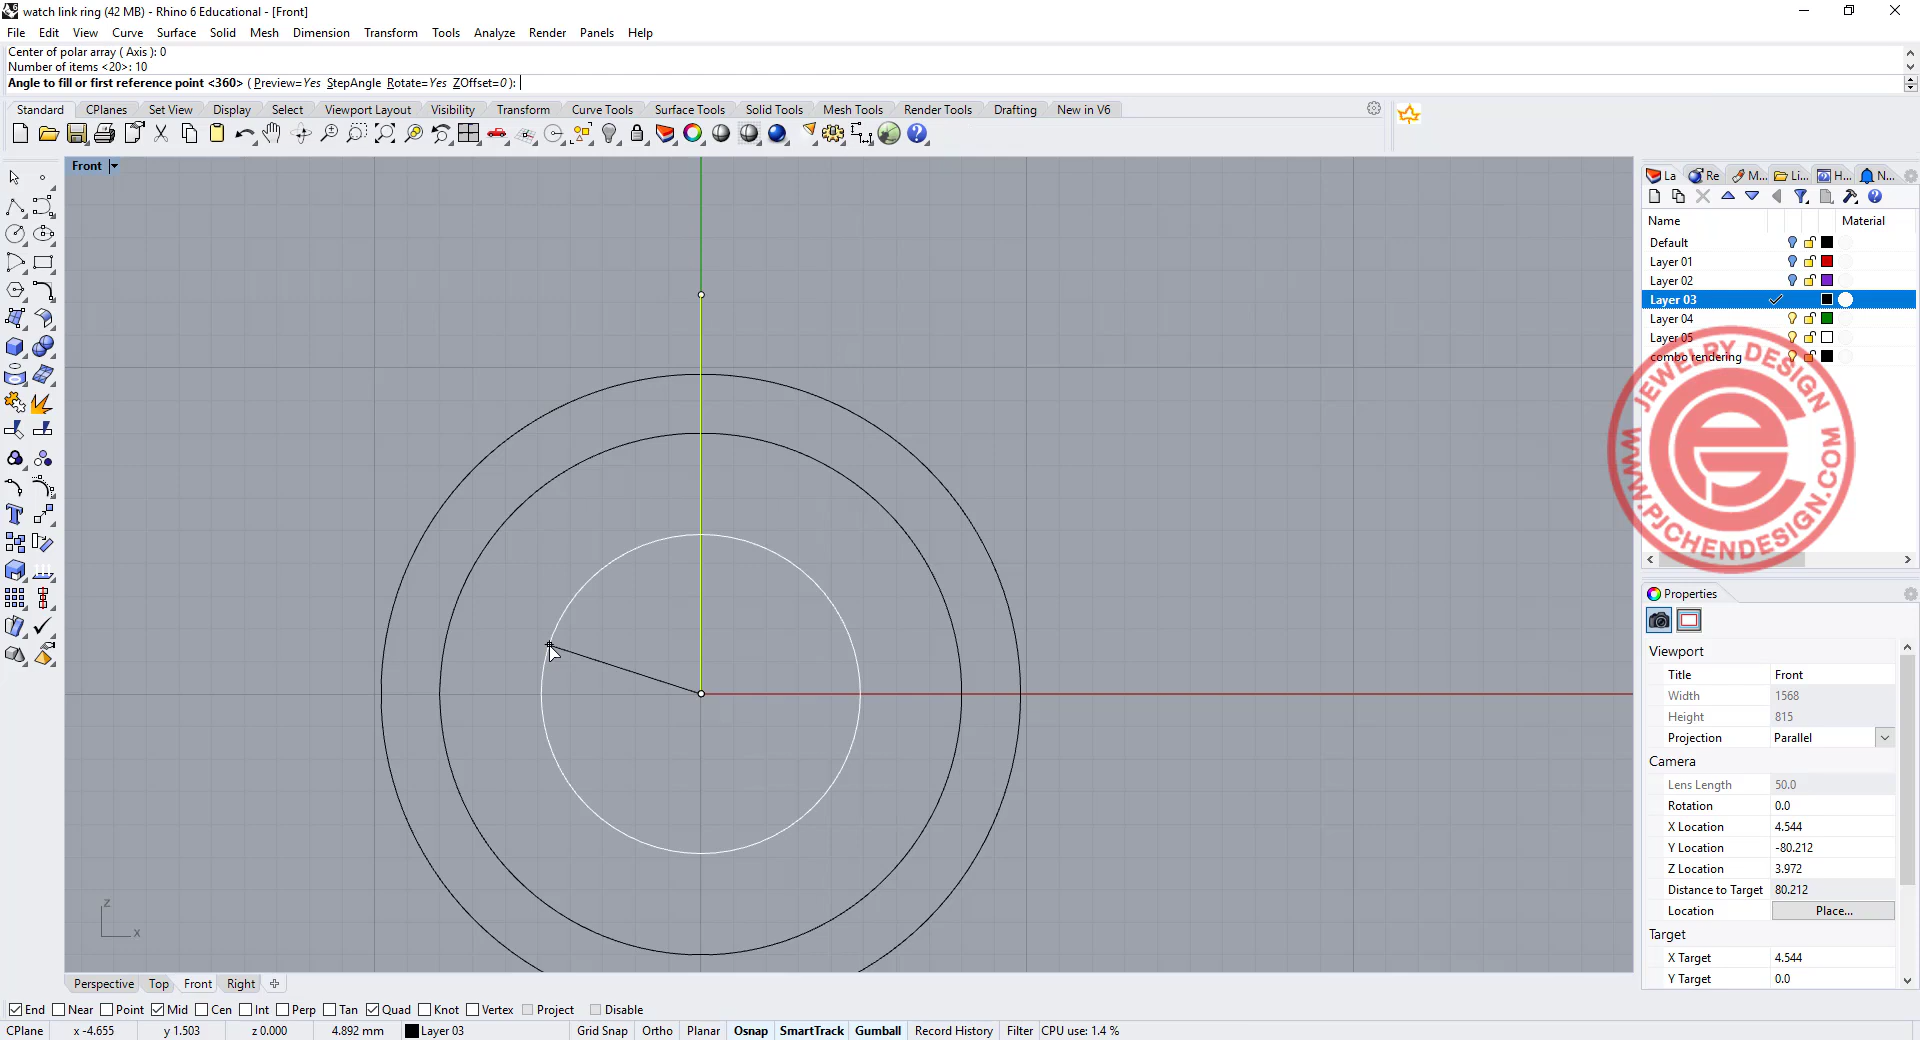 watch link ring (42 MB) - Rhino 6 Educational - [Front]
File Edit View Curve Surface Solid Mesh Dimension Transform Tools Analyze Render Panels Help
Center of polar array ( Axis ): 0
Number of items <20>: 10
Angle to fill or first reference point <360> ( Preview=Yes StepAngle Rotate=Yes ZOffset=0 ):
Standard CPlanes Set View Display Select Viewport Layout Visibility Transform Curve Tools Surface Tools Solid Tools Mesh Tools Render Tools Drafting New in V6
Front
La Re M... Li... H... N...
Name Material
Default
Layer 01
Layer 02
Layer 03
Layer 04
Layer 05
combo rendering
JEWELRY DESIGN
WWW.PJCHENDESIGN.COM
Properties
Viewport
Title Front
Width 1568
Height 815
Projection Parallel
Camera
Lens Length 50.0
Rotation 0.0
X Location 4.544
Y Location -80.212
Z Location 3.972
Distance to Target 80.212
Location Place...
Target
X Target 4.544
Y Target 0.0
z
x
Perspective Top Front Right
End Near Point Mid Cen Int Perp Tan Quad Knot Vertex Project Disable
CPlane x -4.655 y 1.503 z 0.000 4.892 mm Layer 03 Grid Snap Ortho Planar Osnap SmartTrack Gumball Record History Filter CPU use: 1.4 %